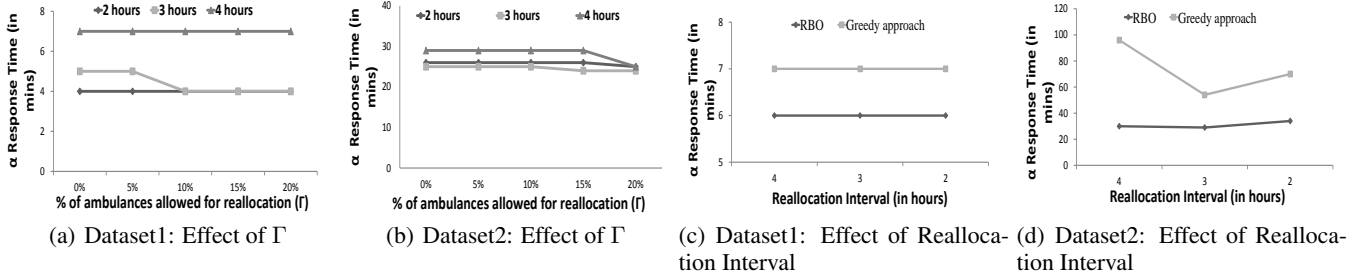 α Response Time (in mins)
8
6
4
2
0
2 hours 3 hours 4 hours
0% 5% 10% 15% 20%
% of ambulances allowed for reallocation (Γ)
(a) Dataset1: Effect of Γ
α Response Time (in mins)
40
30
20
10
0
2 hours 3 hours 4 hours
0% 5% 10% 15% 20%
% of ambulances allowed for reallocation (Γ)
(b) Dataset2: Effect of Γ
α Response Time (in mins)
8
7
6
5
RBO Greedy approach
4 3 2
Reallocation Interval (in hours)
(c) Dataset1: Effect of Realloca-
tion Interval
α Response Time (in mins)
120
100
80
60
40
20
0
RBO Greedy approach
4 3 2
Reallocation Interval (in hours)
(d) Dataset2: Effect of Realloca-
tion Interval